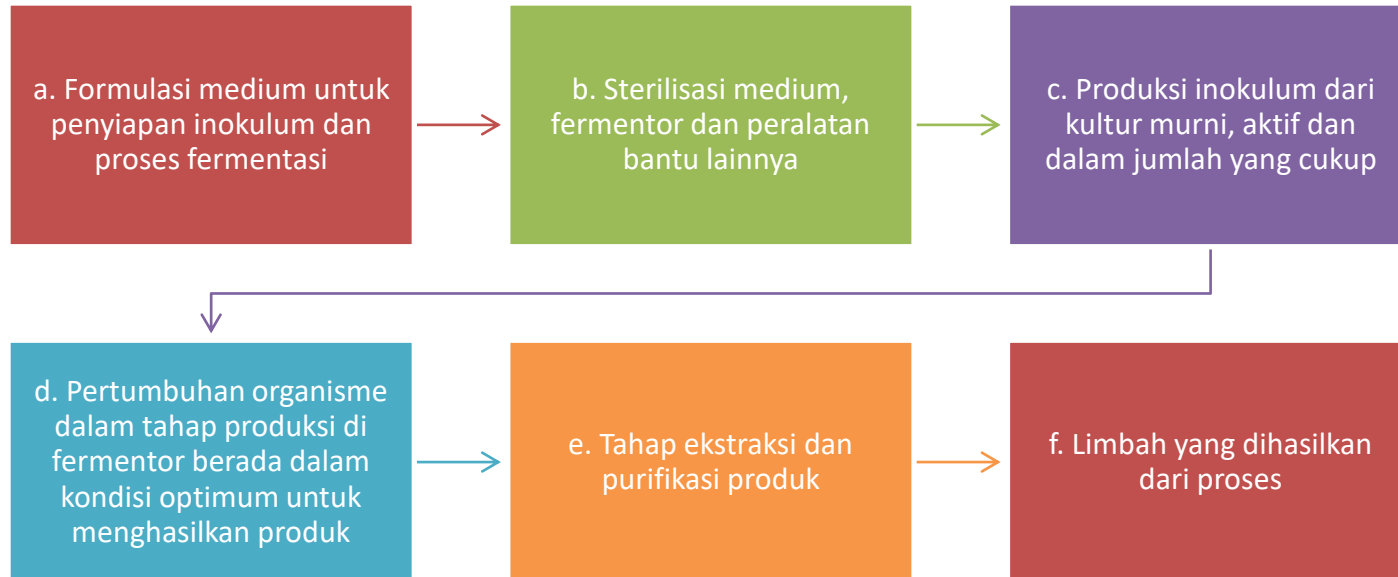 a. Formulasi medium untuk
penyiapan inokulum dan
proses fermentasi
b. Sterilisasi medium,
fermentor dan peralatan
bantu lainnya
c. Produksi inokulum dari
kultur murni, aktif dan
dalam jumlah yang cukup
d. Pertumbuhan organisme
dalam tahap produksi di
fermentor berada dalam
kondisi optimum untuk
menghasilkan produk
e. Tahap ekstraksi dan
purifikasi produk
f. Limbah yang dihasilkan
dari proses